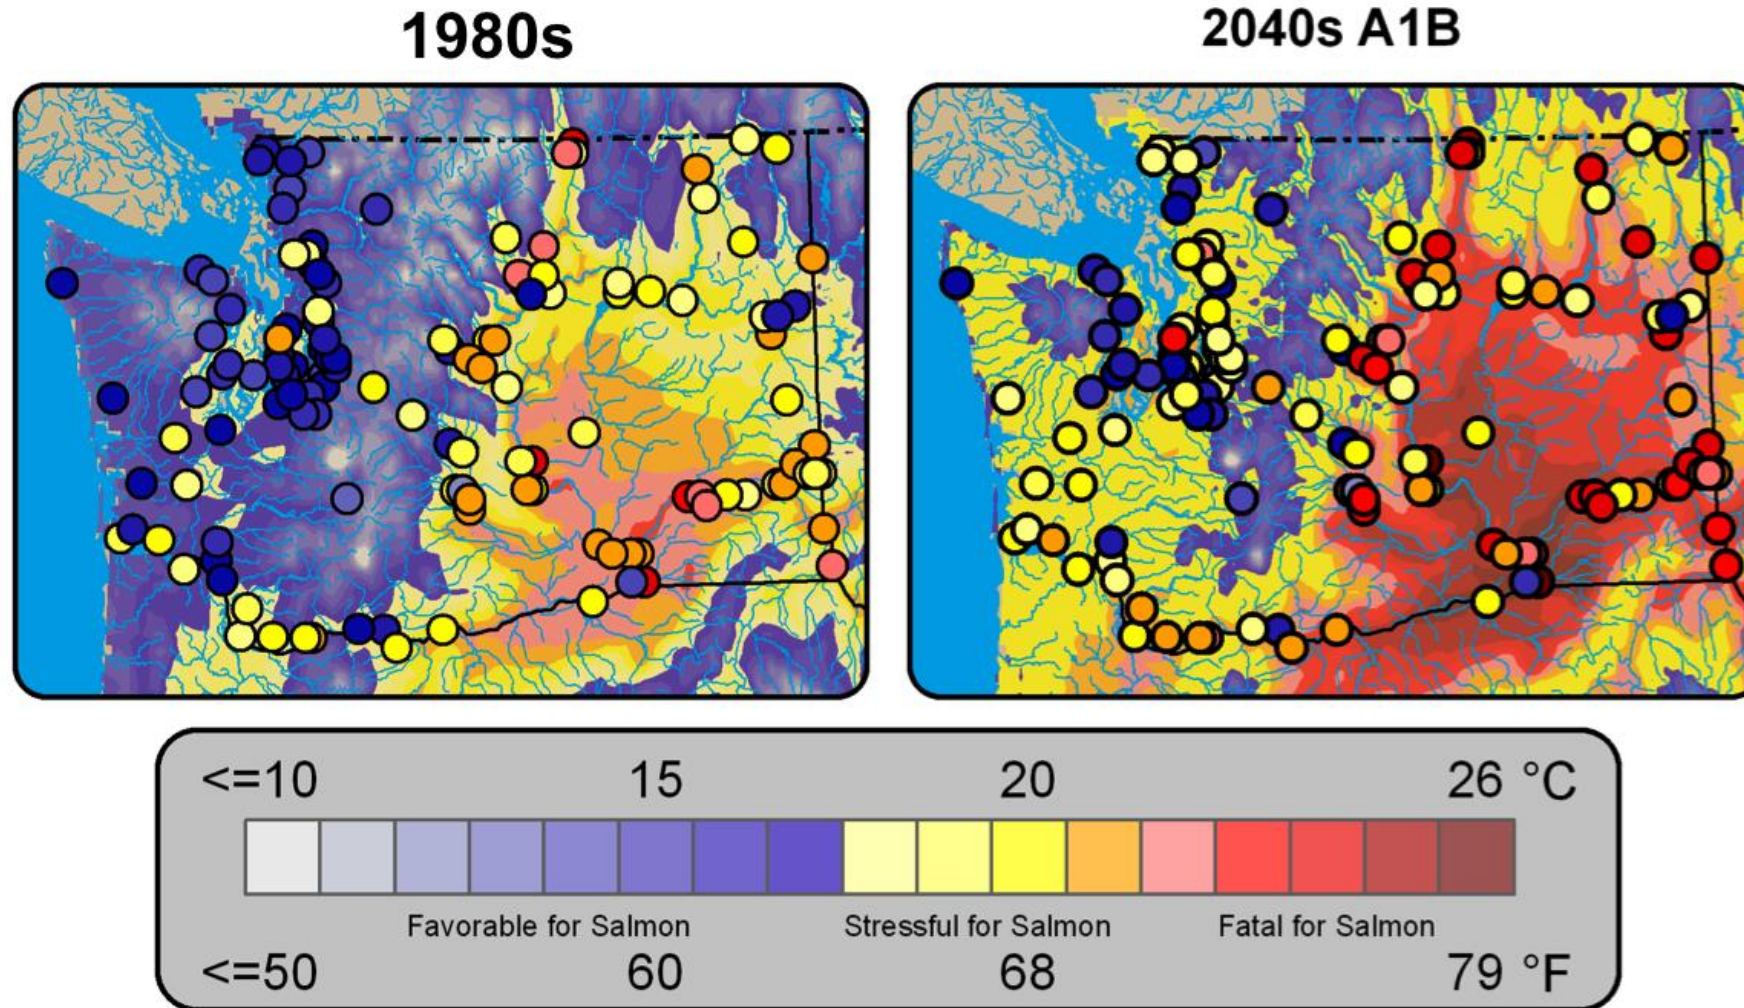 1980s
2040s A1B
<=10 15 20 26 °C
Favorable for Salmon Stressful for Salmon Fatal for Salmon
<=50 60 68 79 °F